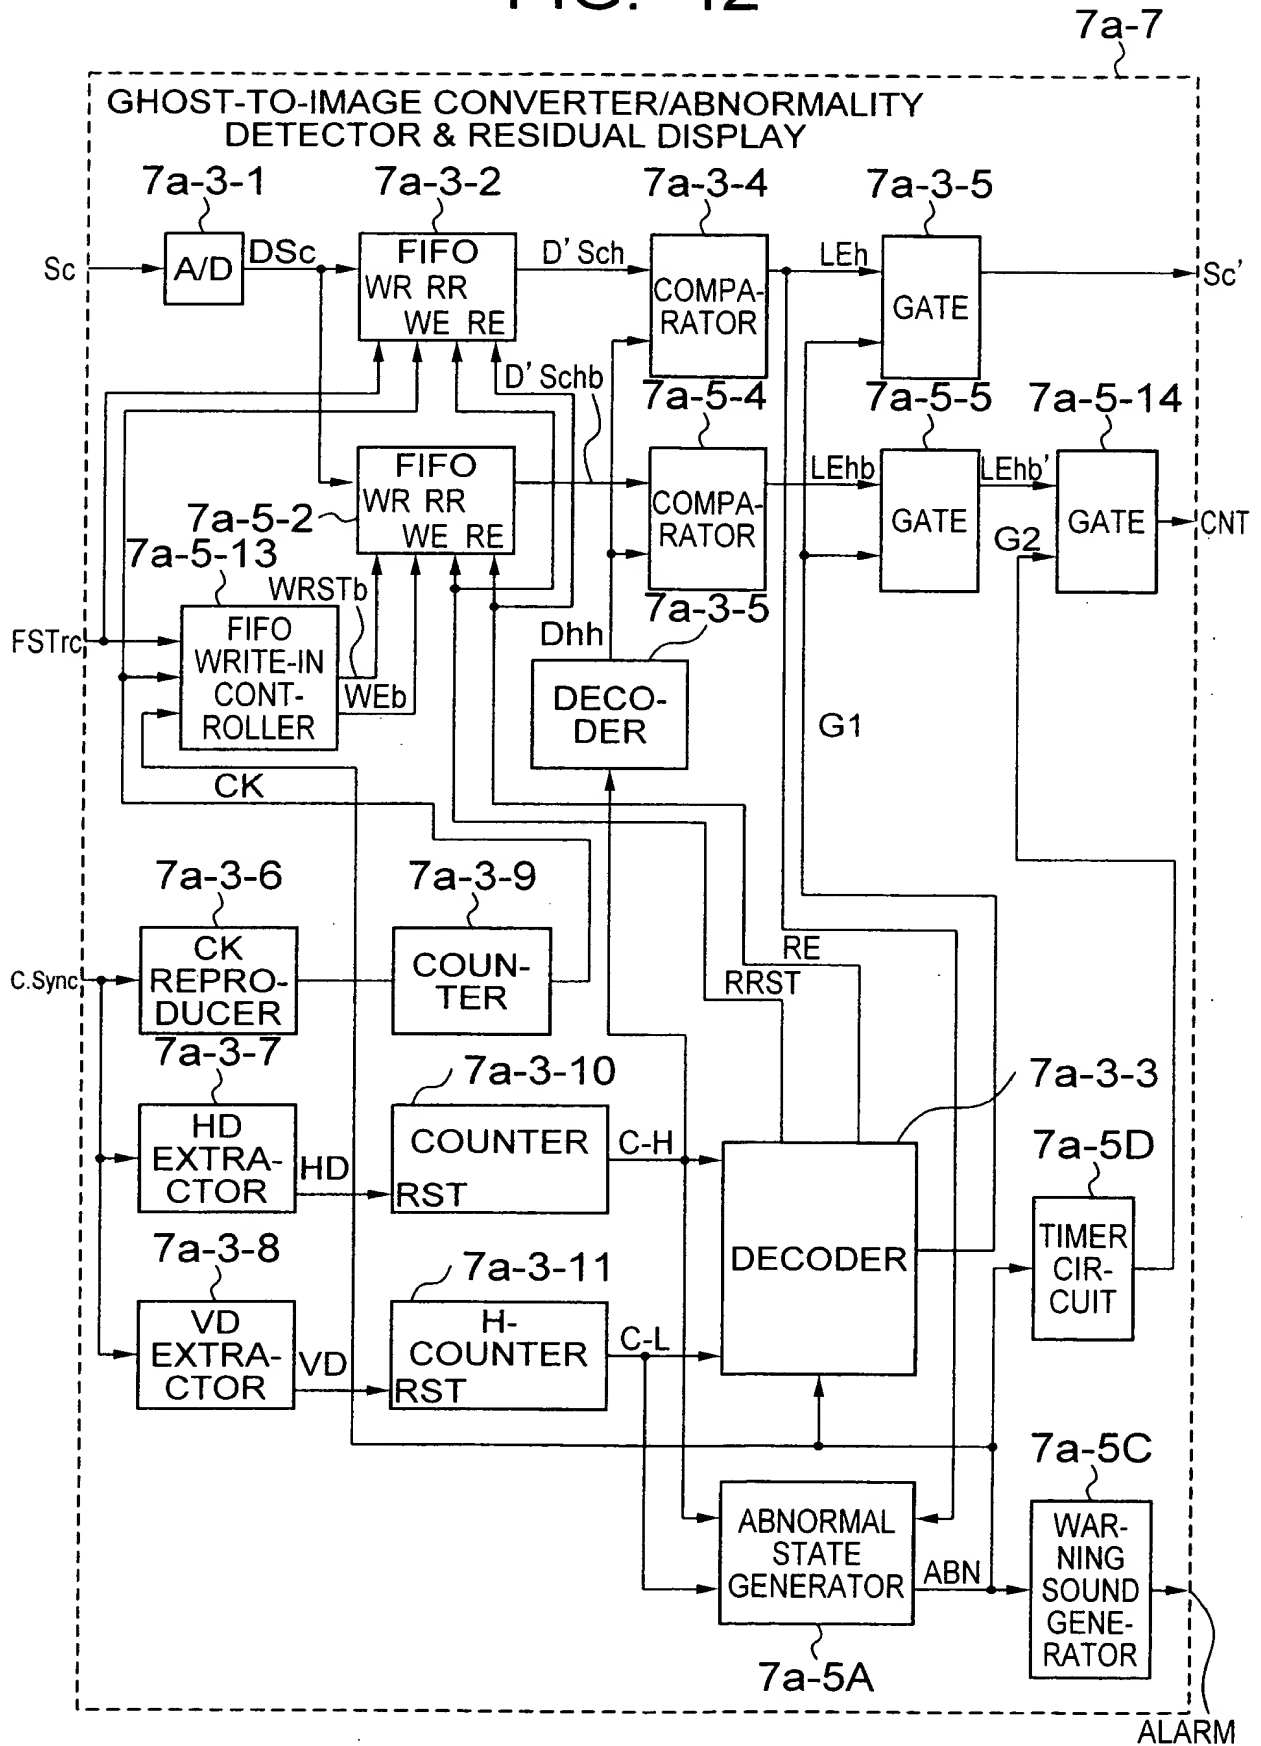 FIG. 42
7a-7
GHOST-TO-IMAGE CONVERTER/ABNORMALITY
DETECTOR & RESIDUAL DISPLAY
7a-3-1
7a-3-2
7a-3-4
7a-3-5
Sc
A/D
DSc
FIFO
WR RR
WE RE
D'Sch
COMPA-
RATOR
LEh
GATE
Sc'
D'Schb
7a-5-4
7a-5-5
7a-5-14
FIFO
WR RR
WE RE
7a-5-2
COMPA-
RATOR
LEhb
GATE
LEhb'
G2
GATE
CNT
7a-5-13
WRSTb
FSTrc
FIFO
WRITE-IN
CONT-
ROLLER
WEb
Dhh
7a-3-5
DECO-
DER
G1
CK
7a-3-6
7a-3-9
C.Sync
CK
REPRO-
DUCER
COUN-
TER
RE
RRST
7a-3-7
7a-3-10
7a-3-3
HD
EXTRA-
CTOR
HD
COUNTER
RST
C-H
DECODER
7a-5D
TIMER
CIR-
CUIT
7a-3-8
7a-3-11
VD
EXTRA-
CTOR
VD
H-
COUNTER
RST
C-L
7a-5C
ABNORMAL
STATE
GENERATOR
ABN
WAR-
NING
SOUND
GENE-
RATOR
7a-5A
ALARM